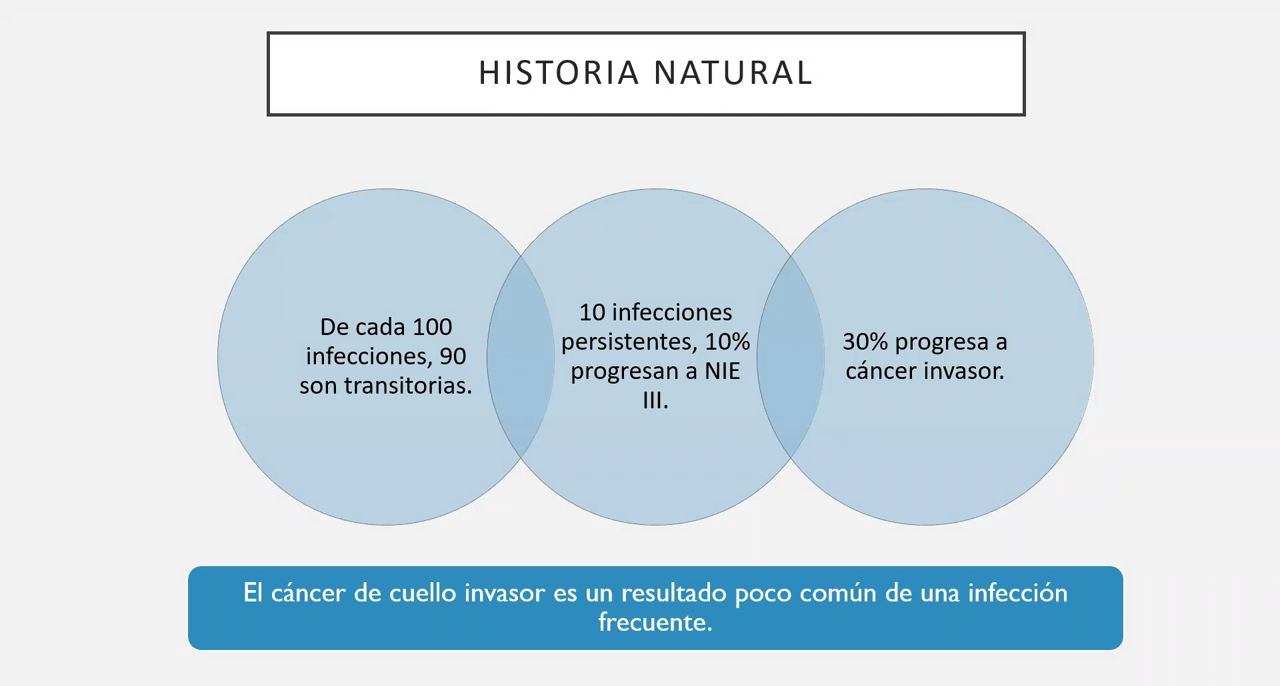 HISTORIA NATURAL
De cada 100
infecciones, 90
son transitorias.
10 infecciones
persistentes, 10%
progresan a NIE
III.
30% progresa a
cáncer invasor.
El cáncer de cuello invasor es un resultado poco común de una infección
frecuente.